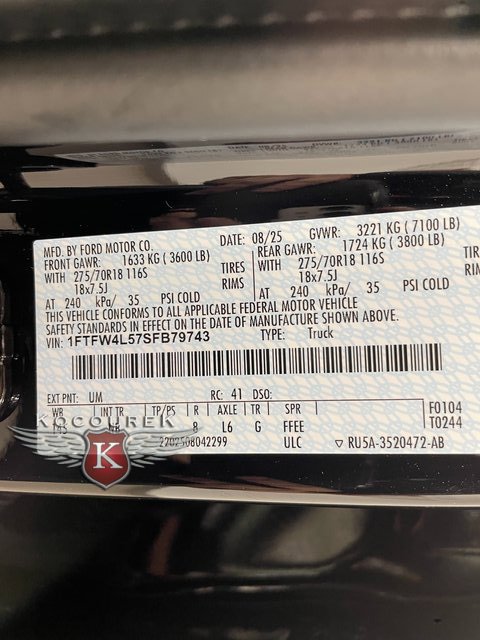 MFD. BY FORD MOTOR CO.
DATE: 08/25 GVWR: 3221 KG ( 7100 LB)
FRONT GAWR: 1633 KG ( 3600 LB) REAR GAWR: 1724 KG ( 3800 LB)
WITH 275/70R18 116S TIRES WITH 275/70R18 116S TIRES
18x7.5J RIMS 18x7.5J RIMS
AT 240 kPa/ 35 PSI COLD AT 240 kPa/ 35 PSI COLD
THIS VEHICLE CONFORMS TO ALL APPLICABLE FEDERAL MOTOR VEHICLE
SAFETY STANDARDS IN EFFECT ON THE DATE OF MANUFACTURE SHOWN ABOVE.
VIN: 1FTFW4L57SFB79743 TYPE: Truck
EXT PNT: UM RC: 41 DSO:
WB INT TR TP/PS R AXLE TR SPR F0104
8 L6 G FFEE T0244
2202508042299 ULC RU5A-3520472-AB
KOCOUREK
K